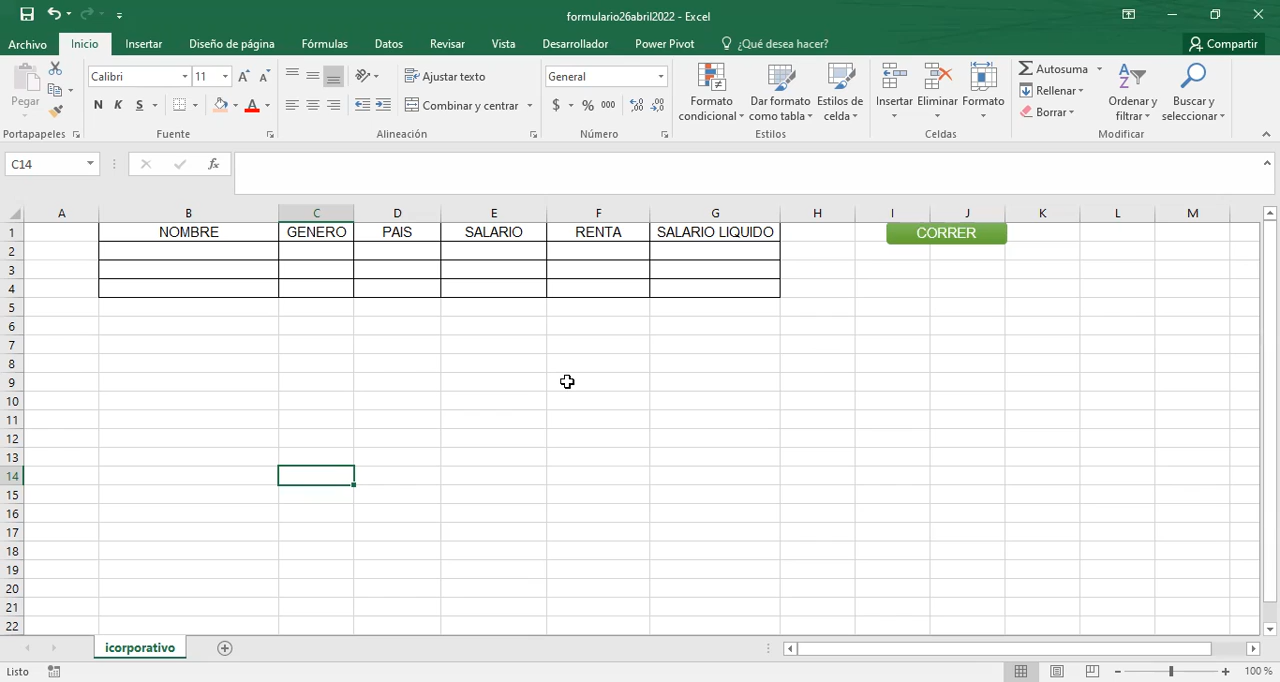 formulario26abril2022 - Excel
Archivo Inicio Insertar Diseño de página Fórmulas Datos Revisar Vista Desarrollador Power Pivot ¿Qué desea hacer? Compartir
Pegar
Portapapeles
Calibri 11
N K S A
Fuente
Ajustar texto
Combinar y centrar
Alineación
General
$ % 000
Número
Formato condicional
Dar formato como tabla
Estilos de celda
Estilos
Insertar Eliminar Formato
Celdas
Autosuma
Rellenar
Borrar
Ordenar y filtrar
Buscar y seleccionar
Modificar
C14 fx
A B C D E F G H I J K L M
1 NOMBRE GENERO PAIS SALARIO RENTA SALARIO LIQUIDO CORRER
2
3
4
5
6
7
8
9
10
11
12
13
14
15
16
17
18
19
20
21
22
icorporativo
Listo 100 %